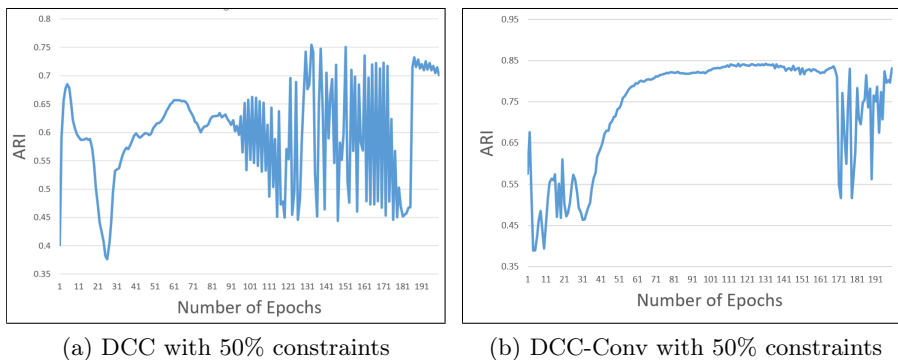 0.8
0.75
0.7
0.65
0.6
0.55
0.5
0.45
0.4
0.35
ARI
1 11 21 31 41 51 61 71 81 91 101 111 121 131 141 151 161 171 181 191
Number of Epochs
(a) DCC with 50% constraints
0.95
0.85
0.75
0.65
0.55
0.45
0.35
ARI
1 11 21 31 41 51 61 71 81 91 101 111 121 131 141 151 161 171 181 191
Number of Epochs
(b) DCC-Conv with 50% constraints